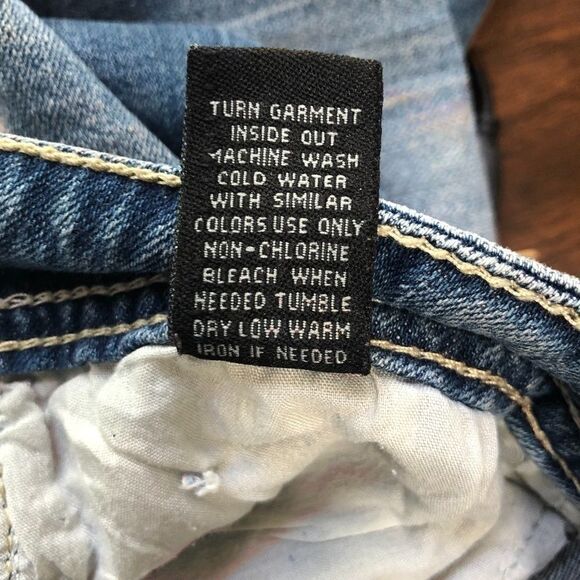 TURN GARMENT
INSIDE OUT
MACHINE WASH
COLD WATER
WITH SIMILAR
COLORS USE ONLY
NON-CHLORINE
BLEACH WHEN
NEEDED TUMBLE
DRY LOW WARM
IRON IF NEEDED